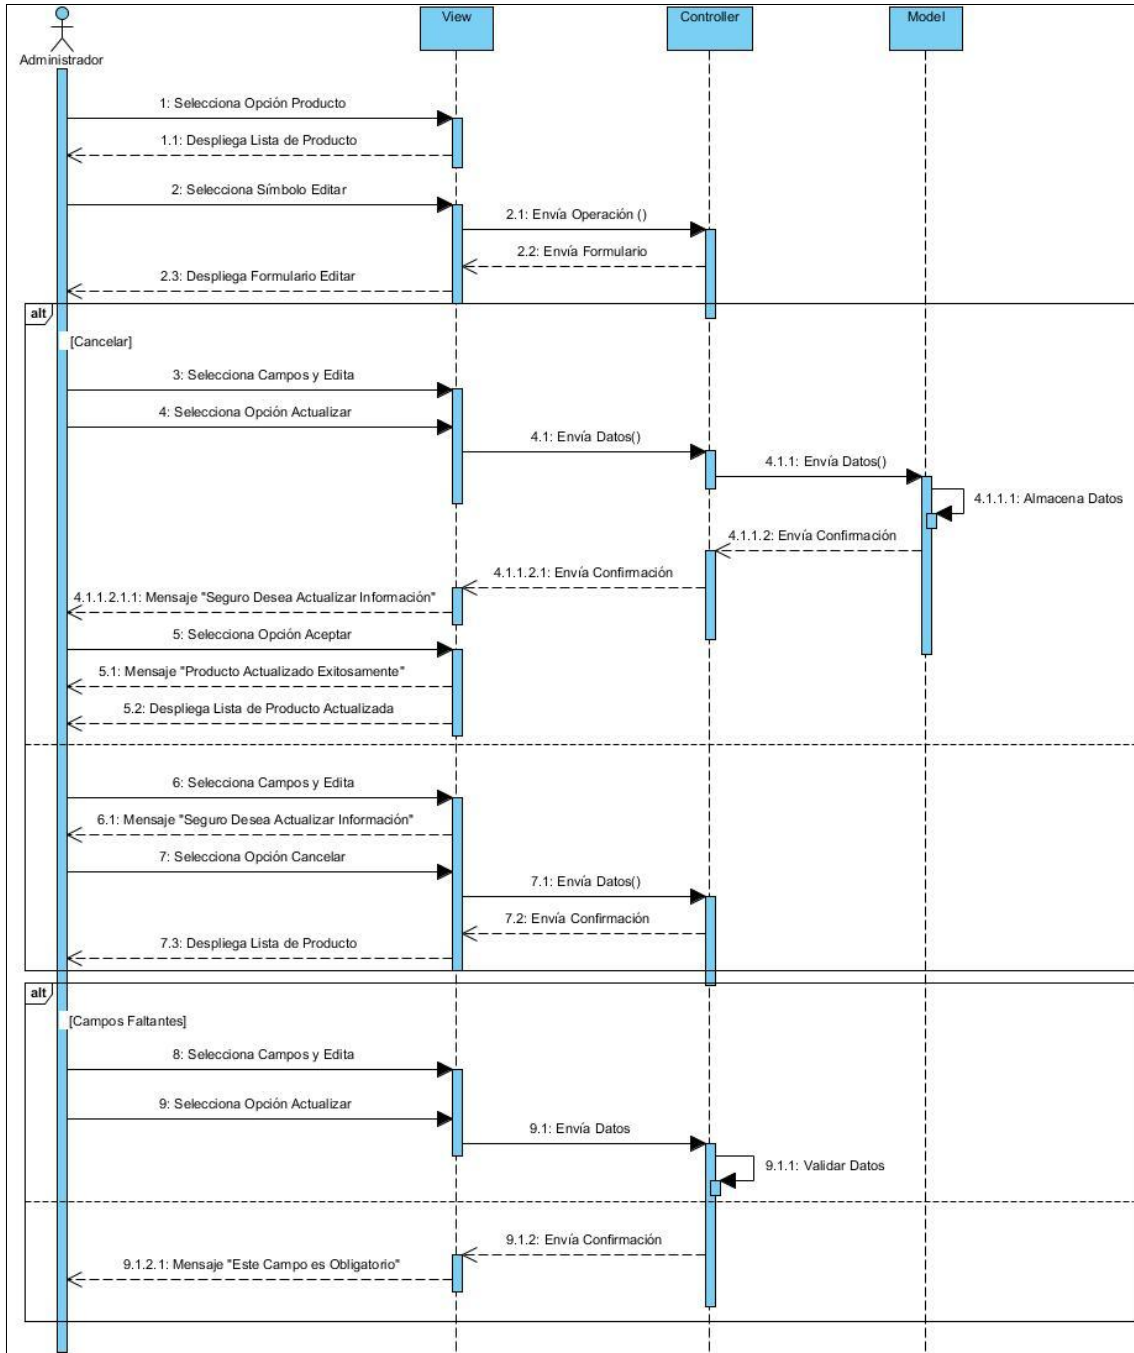 View
Controller
Model
Administrador
1: Selecciona Opción Producto
1.1: Despliega Lista de Producto
2: Selecciona Símbolo Editar
2.1: Envía Operación ()
2.2: Envía Formulario
2.3: Despliega Formulario Editar
alt
[Cancelar]
3: Selecciona Campos y Edita
4: Selecciona Opción Actualizar
4.1: Envía Datos()
4.1.1: Envía Datos()
4.1.1.1: Almacena Datos
4.1.1.2: Envía Confirmación
4.1.1.2.1: Envía Confirmación
4.1.1.2.1.1: Mensaje "Seguro Desea Actualizar Información"
5: Selecciona Opción Aceptar
5.1: Mensaje "Producto Actualizado Exitosamente"
5.2: Despliega Lista de Producto Actualizada
6: Selecciona Campos y Edita
6.1: Mensaje "Seguro Desea Actualizar Información"
7: Selecciona Opción Cancelar
7.1: Envía Datos()
7.2: Envía Confirmación
7.3: Despliega Lista de Producto
alt
[Campos Faltantes]
8: Selecciona Campos y Edita
9: Selecciona Opción Actualizar
9.1: Envía Datos
9.1.1: Validar Datos
9.1.2: Envía Confirmación
9.1.2.1: Mensaje "Este Campo es Obligatorio"